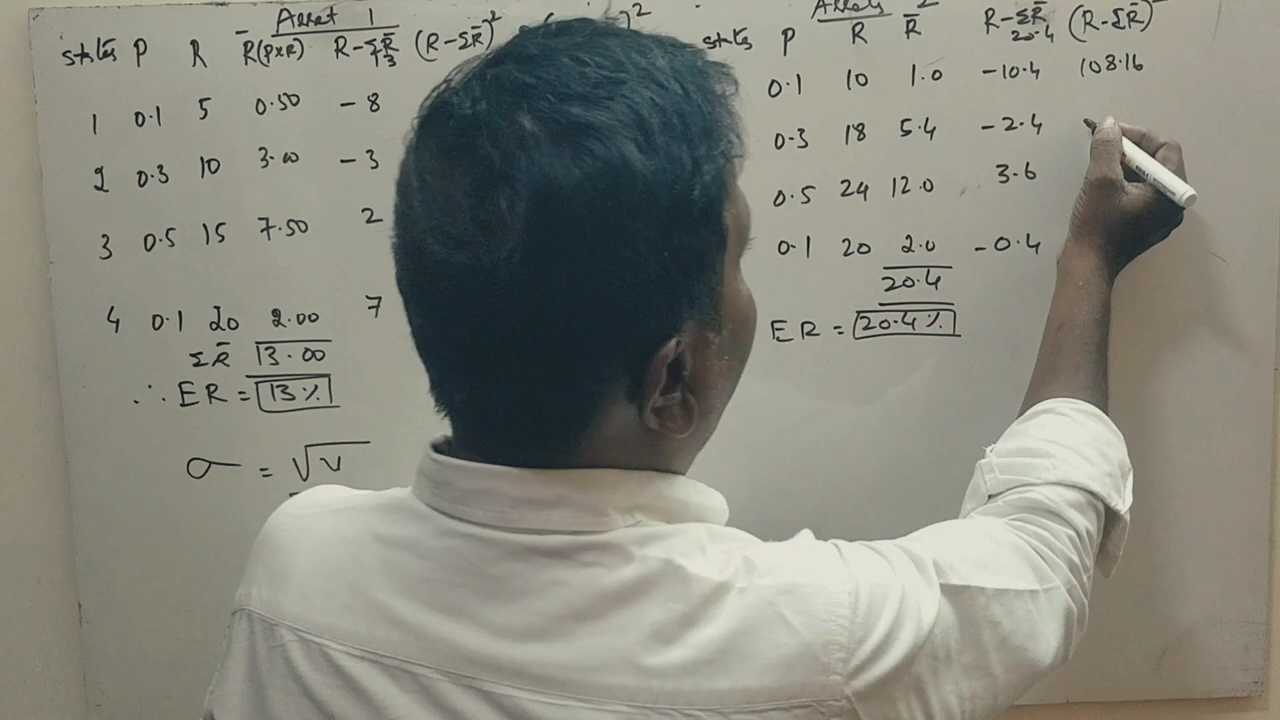 Asset 1
states P R R̄(P×R) R-ΣR̄ 13 (R-ΣR̄)² )²
1 0.1 5 0.50 -8
2 0.3 10 3.00 -3
3 0.5 15 7.50 2
4 0.1 20 2.00 7
ΣR̄ 13.00
∴ ER = 13%
σ = √v
2
states P R R̄ R-ΣR̄ 20.4 (R-ΣR̄)
0.1 10 1.0 -10.4 108.16
0.3 18 5.4 -2.4
0.5 24 12.0 3.6
0.1 20 2.0 -0.4
20.4
ER = 20.4%